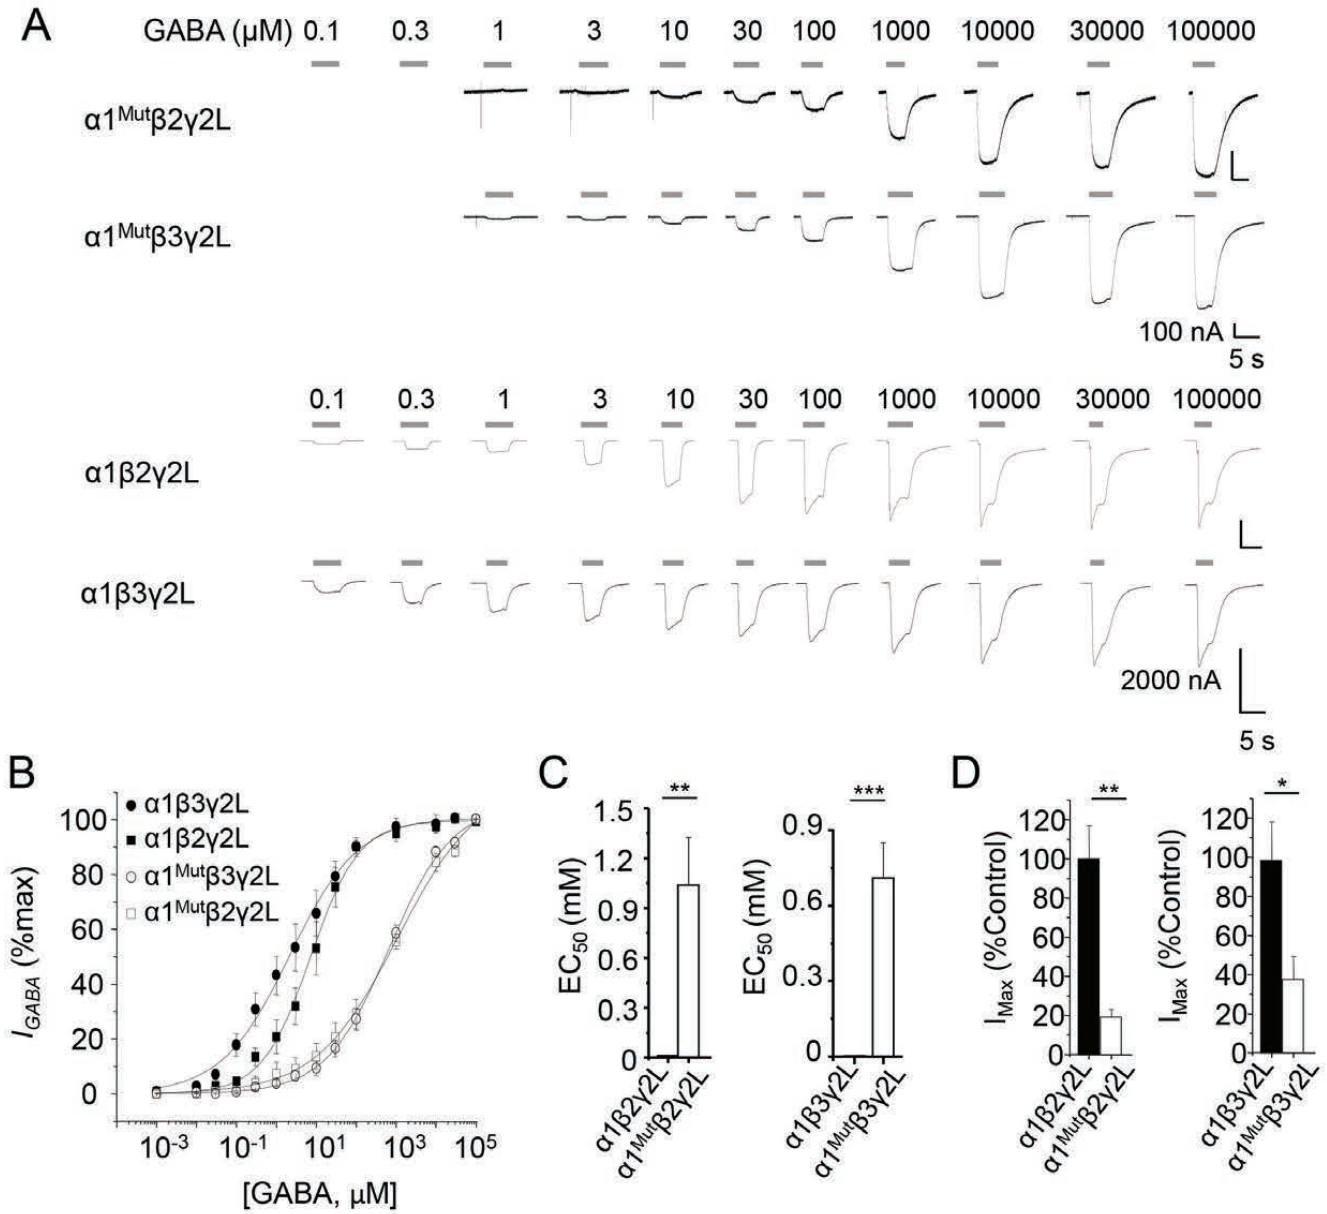 A
GABA (μM) 0.1 0.3 1 3 10 30 100 1000 10000 30000 100000
α1ᴹᵘᵗβ2γ2L
α1ᴹᵘᵗβ3γ2L
100 nA
5 s
0.1 0.3 1 3 10 30 100 1000 10000 30000 100000
α1β2γ2L
α1β3γ2L
2000 nA
5 s
B
α1β3γ2L
α1β2γ2L
α1ᴹᵘᵗβ3γ2L
α1ᴹᵘᵗβ2γ2L
100
80
60
40
20
0
I_GABA (%max)
10⁻³ 10⁻¹ 10¹ 10³ 10⁵
[GABA, μM]
C
**
1.5
1.2
0.9
0.6
0.3
0
EC₅₀ (mM)
α1β2γ2L
α1ᴹᵘᵗβ2γ2L
***
0.9
0.6
0.3
0
EC₅₀ (mM)
α1β3γ2L
α1ᴹᵘᵗβ3γ2L
D
**
120
100
80
60
40
20
0
I_Max (%Control)
α1β2γ2L
α1ᴹᵘᵗβ2γ2L
*
120
100
80
60
40
20
0
I_Max (%Control)
α1β3γ2L
α1ᴹᵘᵗβ3γ2L